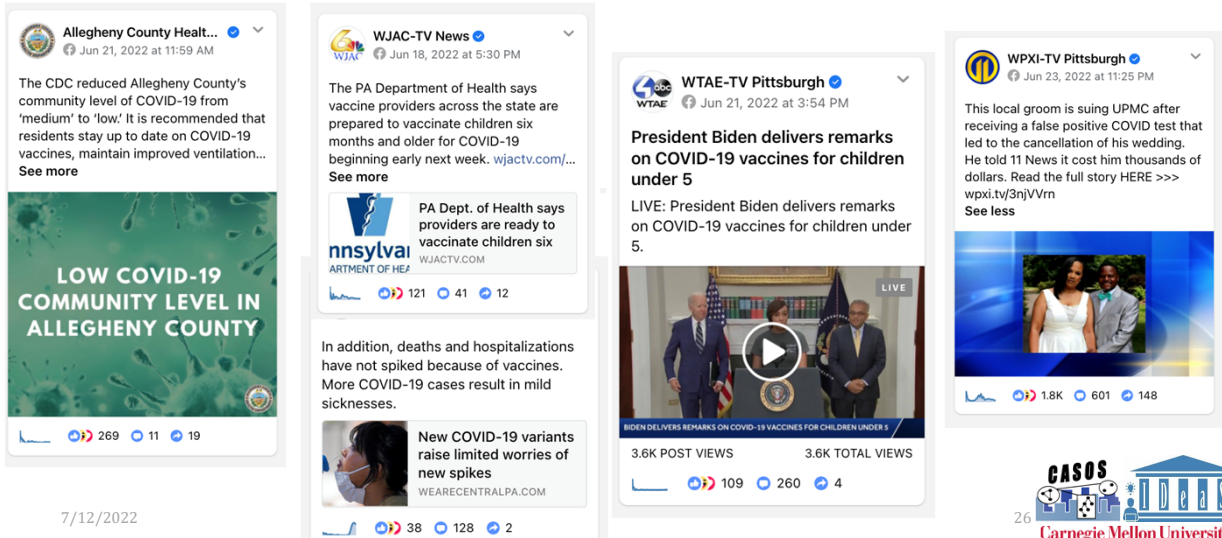 Allegheny County Healt...
Jun 21, 2022 at 11:59 AM
The CDC reduced Allegheny County's
community level of COVID-19 from
'medium' to 'low.' It is recommended that
residents stay up to date on COVID-19
vaccines, maintain improved ventilation...
See more
LOW COVID-19
COMMUNITY LEVEL IN
ALLEGHENY COUNTY
269 11 19
6
WJAC
WJAC-TV News
Jun 18, 2022 at 5:30 PM
The PA Department of Health says
vaccine providers across the state are
prepared to vaccinate children six
months and older for COVID-19
beginning early next week. wjactv.com/...
See more
nnsylvai
ARTMENT OF HEA
PA Dept. of Health says
providers are ready to
vaccinate children six
WJACTV.COM
121 41 12
In addition, deaths and hospitalizations
have not spiked because of vaccines.
More COVID-19 cases result in mild
sicknesses.
New COVID-19 variants
raise limited worries of
new spikes
WEARECENTRALPA.COM
38 128 2
4 abc
WTAE
WTAE-TV Pittsburgh
Jun 21, 2022 at 3:54 PM
President Biden delivers remarks
on COVID-19 vaccines for children
under 5
LIVE: President Biden delivers remarks
on COVID-19 vaccines for children under
5.
LIVE
BIDEN DELIVERS REMARKS ON COVID-19 VACCINES FOR CHILDREN UNDER 5
3.6K POST VIEWS 3.6K TOTAL VIEWS
109 260 4
WPXI-TV Pittsburgh
Jun 23, 2022 at 11:25 PM
This local groom is suing UPMC after
receiving a false positive COVID test that
led to the cancellation of his wedding.
He told 11 News it cost him thousands of
dollars. Read the full story HERE >>>
wpxi.tv/3njVVrn
See less
1.8K 601 148
7/12/2022
26
CASOS
IDeaS
Carnegie Mellon Universit